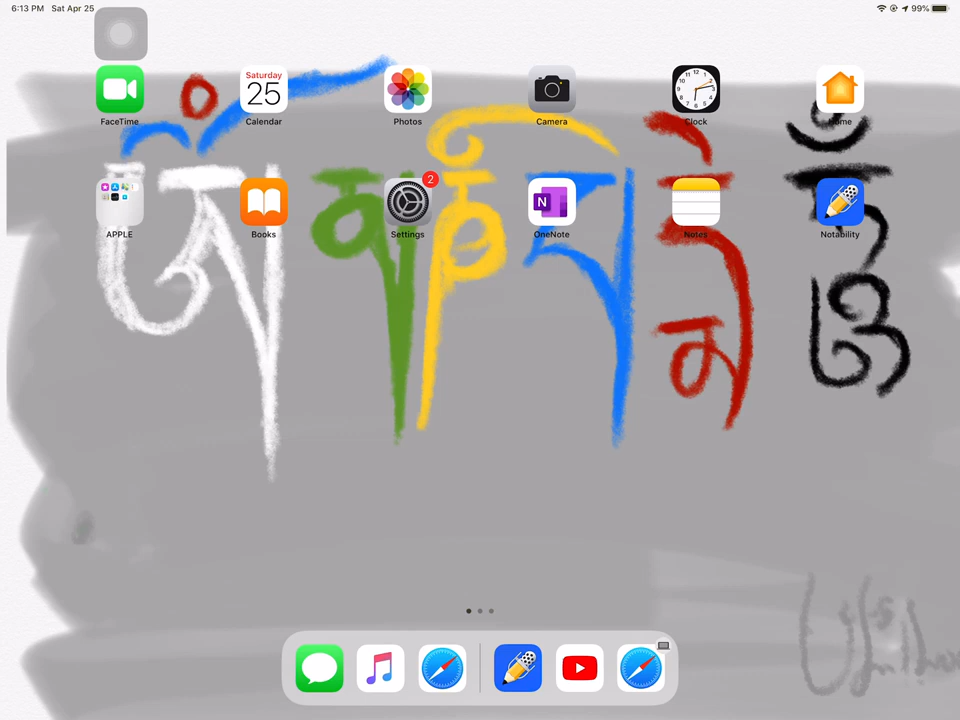 6:13 PM Sat Apr 25 99%
FaceTime
Saturday
25
Calendar
Photos
Camera
Clock
Home
APPLE
Books
2
Settings
N
OneNote
Notes
Notability